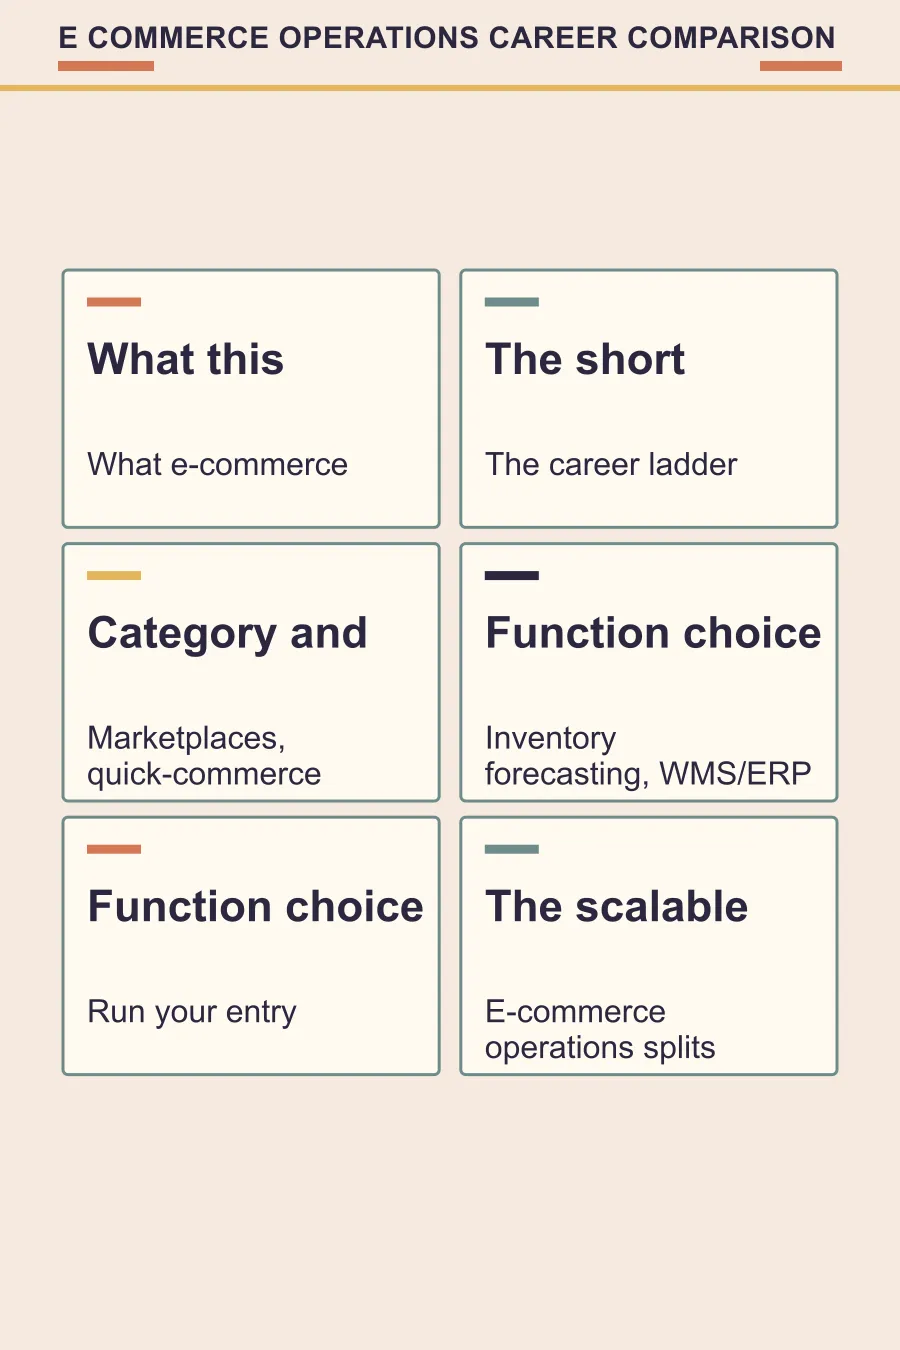 E COMMERCE OPERATIONS CAREER COMPARISON
What this
What e-commerce
The short
The career ladder
Category and
Marketplaces,
quick-commerce
Function choice
Inventory
forecasting, WMS/ERP
Function choice
Run your entry
The scalable
E-commerce
operations splits